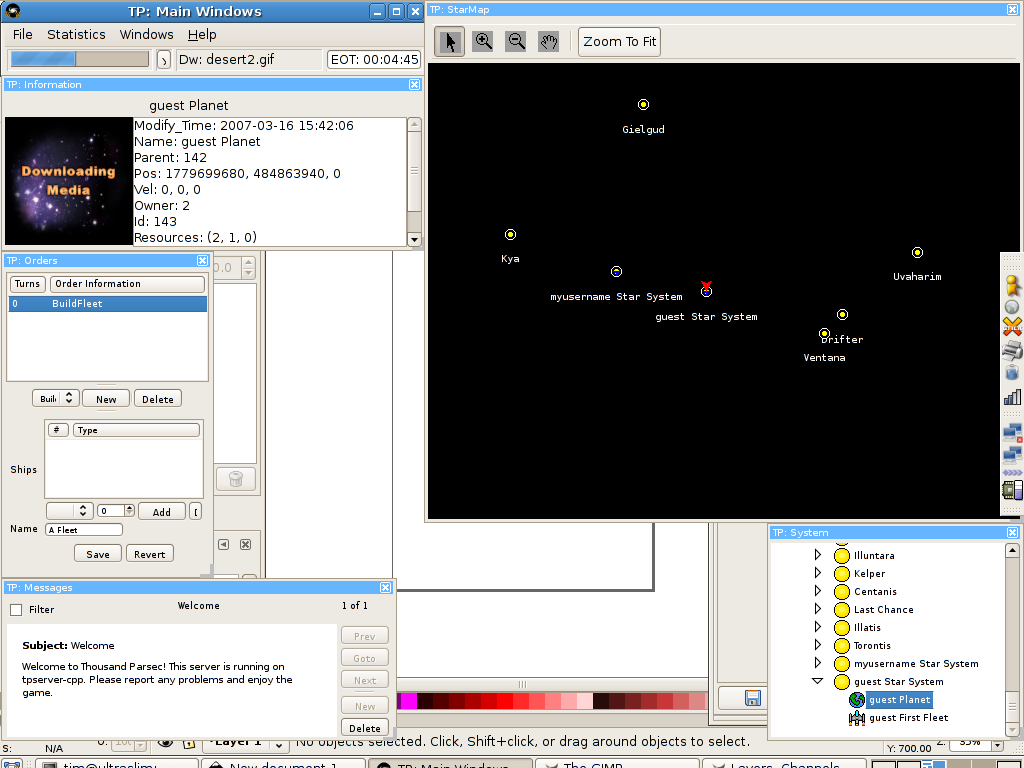 TP: Main Windows
File Statistics Windows Help
Dw: desert2.gif EOT: 00:04:45
TP: Information
guest Planet
Downloading
Media
Modify_Time: 2007-03-16 15:42:06
Name: guest Planet
Parent: 142
Pos: 1779699680, 484863940, 0
Vel: 0, 0, 0
Owner: 2
Id: 143
Resources: (2, 1, 0)
TP: Orders
Turns Order Information
0 BuildFleet
New Delete
# Type
Ships
0 Add
Name A Fleet
Save Revert
TP: Messages
Filter Welcome 1 of 1
Subject: Welcome
Welcome to Thousand Parsec! This server is running on
tpserver-cpp. Please report any problems and enjoy the
game.
Prev
Goto
Next
New
Delete
TP: StarMap
Zoom To Fit
Gielgud
Kya
Uvaharim
myusername Star System
guest Star System
Drifter
Ventana
TP: System
Illuntara
Kelper
Centanis
Last Chance
Illatis
Torontis
myusername Star System
guest Star System
guest Planet
guest First Fleet
S: N/A
Layer 1 No objects selected. Click, Shift+click, or drag around objects to select.
Y: 700.00 Z: 35%
tim@ultraslim: New document 1 TP: Main Windows The GIMP Layers, Channels,